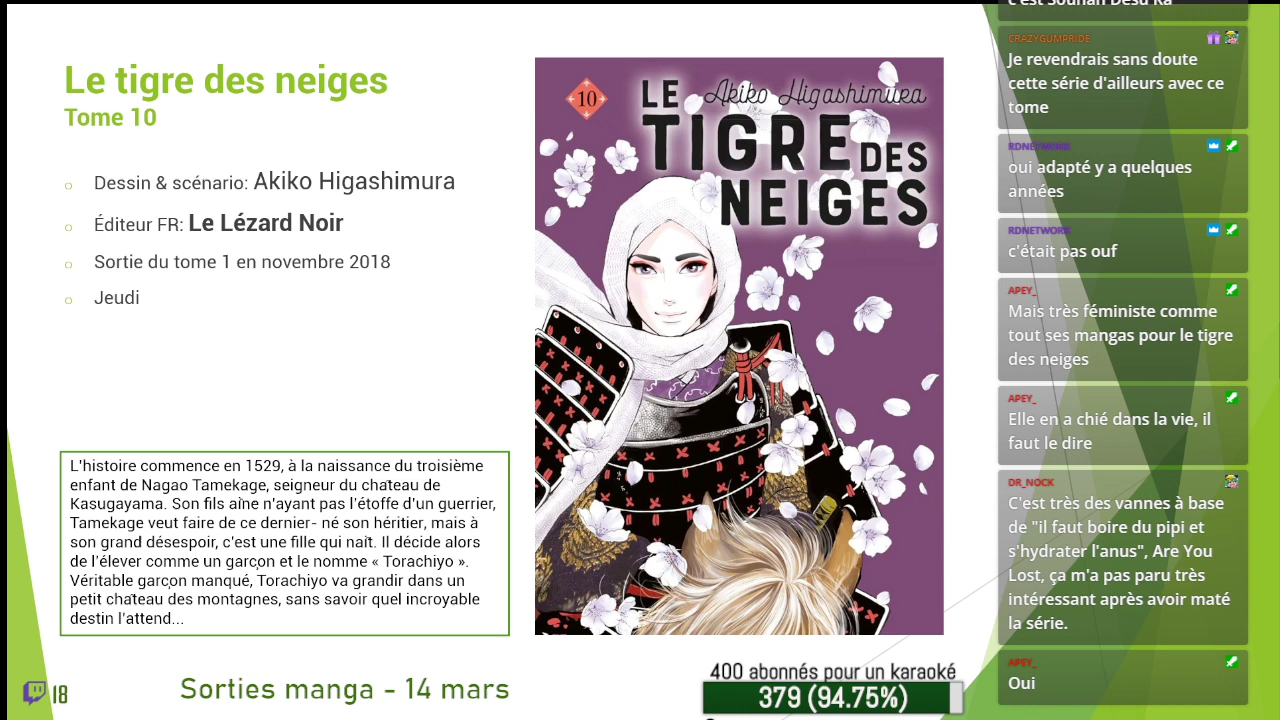 Le tigre des neiges
Tome 10
Dessin & scénario: Akiko Higashimura
Éditeur FR: Le Lézard Noir
Sortie du tome 1 en novembre 2018
Jeudi
L'histoire commence en 1529, à la naissance du troisième
enfant de Nagao Tamekage, seigneur du château de
Kasugayama. Son fils aîne n'ayant pas l'étoffe d'un guerrier,
Tamekage veut faire de ce dernier- né son héritier, mais à
son grand désespoir, c'est une fille qui naît. Il décide alors
de l'élever comme un garçon et le nomme « Torachiyo ».
Véritable garçon manqué, Torachiyo va grandir dans un
petit château des montagnes, sans savoir quel incroyable
destin l'attend...
10
Akiko Higashimura
LE
TIGRE DES
NEIGES
18
Sorties manga - 14 mars
400 abonnés pour un karaoké
379 (94.75%)
c'est Sounan Desu Ka
CRAZYGUMPRIDE
Je revendrais sans doute
cette série d'ailleurs avec ce
tome
RDNETWORK
oui adapté y a quelques
années
RDNETWORK
c'était pas ouf
APEY_
Mais très féministe comme
tout ses mangas pour le tigre
des neiges
APEY_
Elle en a chié dans la vie, il
faut le dire
DR_NOCK
C'est très des vannes à base
de "il faut boire du pipi et
s'hydrater l'anus", Are You
Lost, ça m'a pas paru très
intéressant après avoir maté
la série.
APEY_
Oui